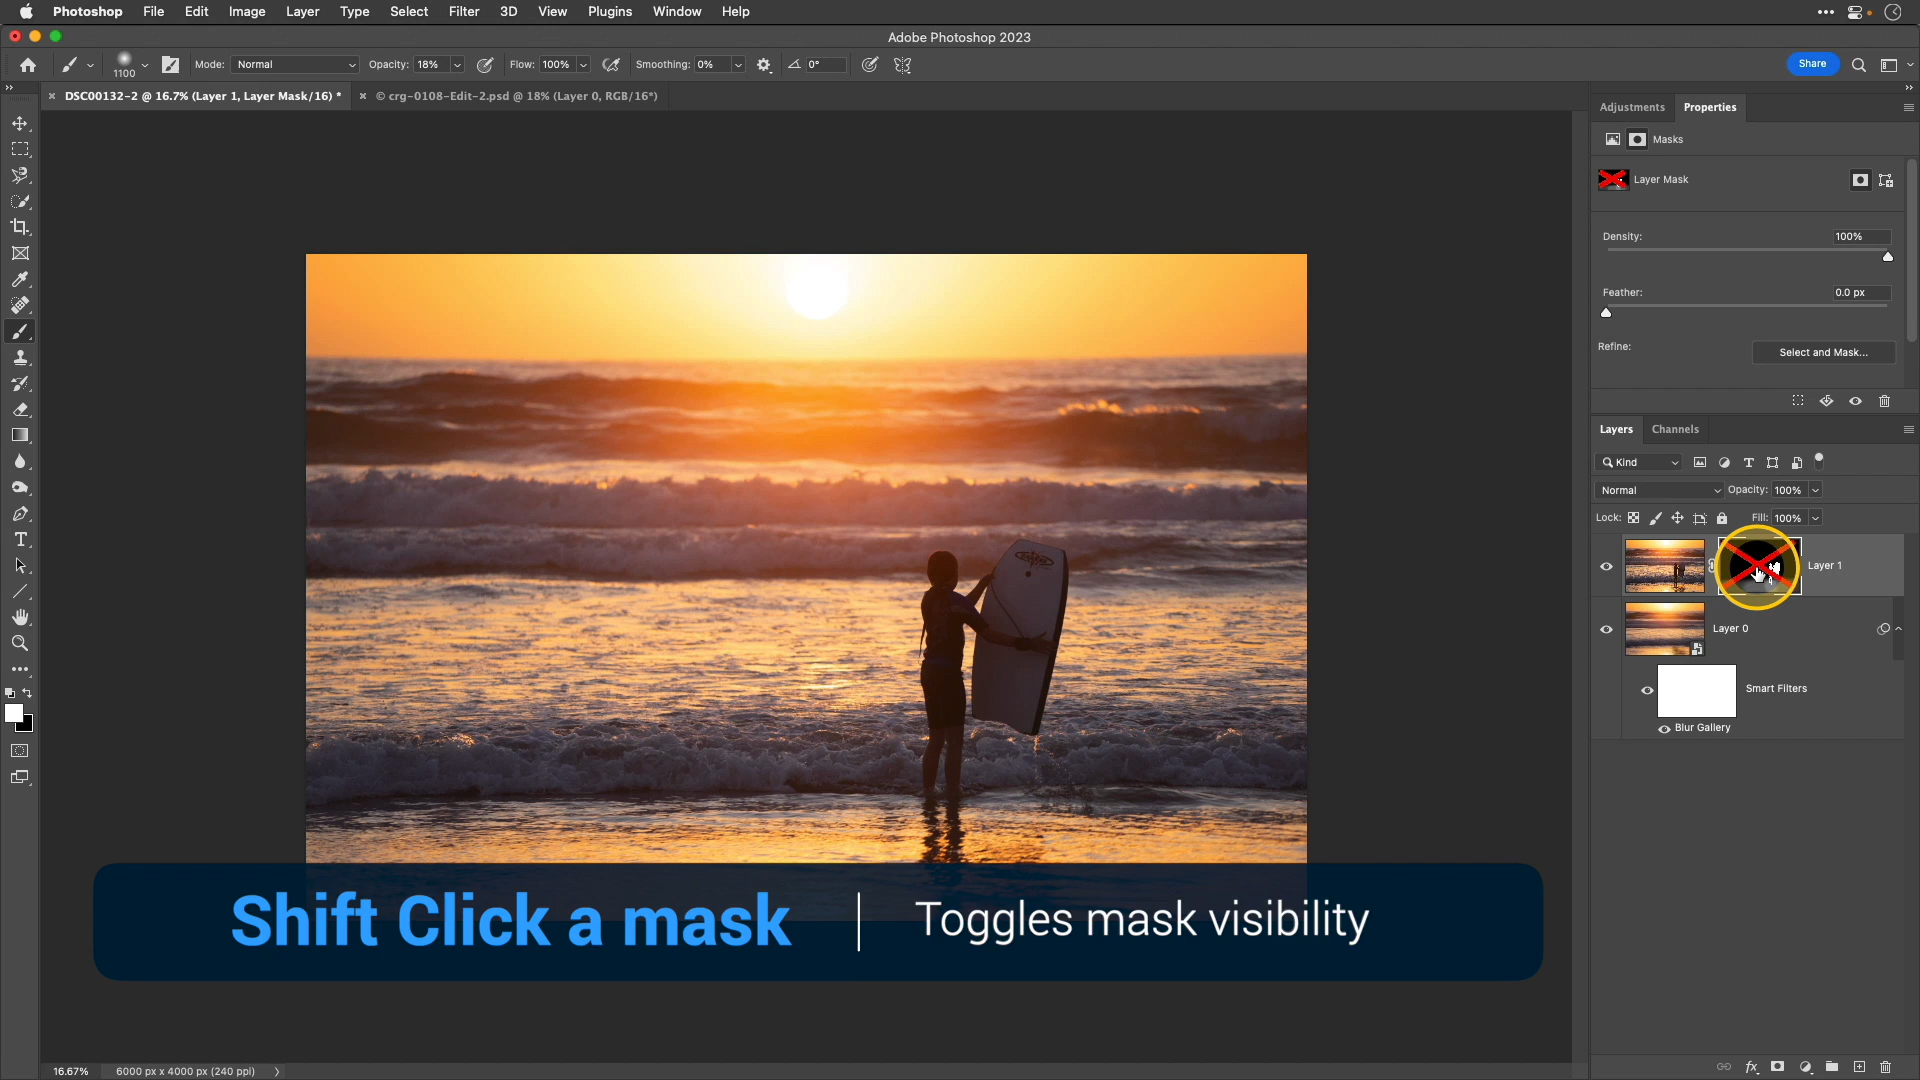 Photoshop File Edit Image Layer Type Select Filter 3D View Plugins Window Help
Adobe Photoshop 2023
1100 Mode: Normal Opacity: 18% Flow: 100% Smoothing: 0% 0° Share
DSC00132-2 @ 16.7% (Layer 1, Layer Mask/16) * © crg-0108-Edit-2.psd @ 18% (Layer 0, RGB/16*)
Adjustments Properties
Masks
Layer Mask
Density: 100%
Feather: 0.0 px
Refine: Select and Mask...
Layers Channels
Kind
Normal Opacity: 100%
Lock: Fill: 100%
Layer 1
Layer 0
Smart Filters
Blur Gallery
Shift Click a mask | Toggles mask visibility
16.67% 6000 px x 4000 px (240 ppi)